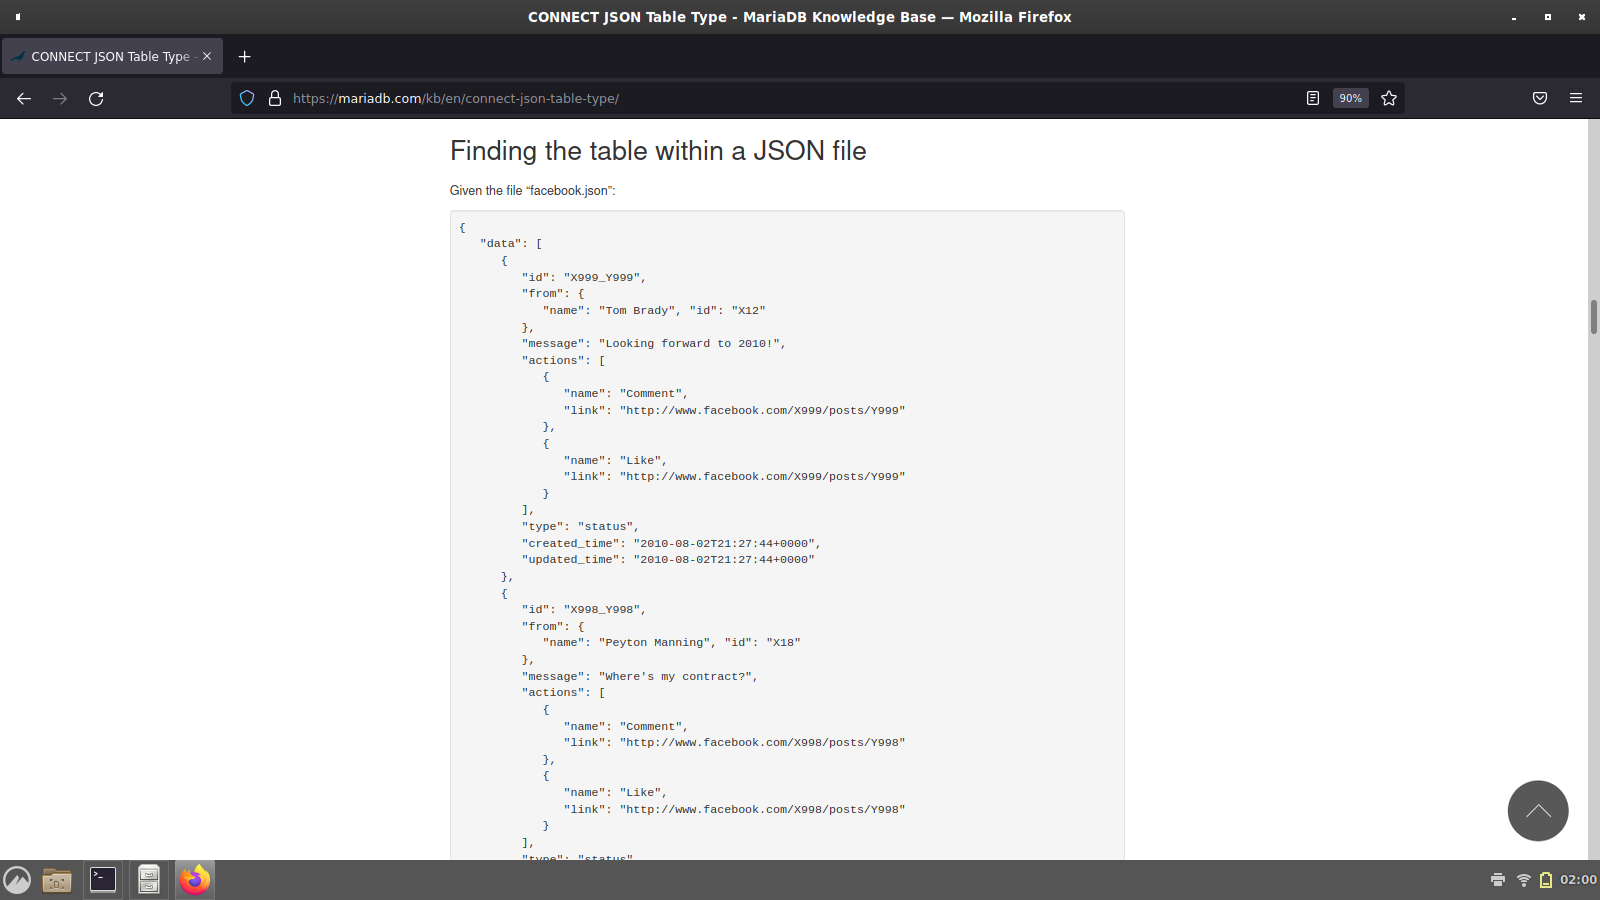 CONNECT JSON Table Type - MariaDB Knowledge Base — Mozilla Firefox
CONNECT JSON Table Type -
https://mariadb.com/kb/en/connect-json-table-type/
90%
Finding the table within a JSON file
Given the file “facebook.json”:
{
"data": [
{
"id": "X999_Y999",
"from": {
"name": "Tom Brady", "id": "X12"
},
"message": "Looking forward to 2010!",
"actions": [
{
"name": "Comment",
"link": "http://www.facebook.com/X999/posts/Y999"
},
{
"name": "Like",
"link": "http://www.facebook.com/X999/posts/Y999"
}
],
"type": "status",
"created_time": "2010-08-02T21:27:44+0000",
"updated_time": "2010-08-02T21:27:44+0000"
},
{
"id": "X998_Y998",
"from": {
"name": "Peyton Manning", "id": "X18"
},
"message": "Where's my contract?",
"actions": [
{
"name": "Comment",
"link": "http://www.facebook.com/X998/posts/Y998"
},
{
"name": "Like",
"link": "http://www.facebook.com/X998/posts/Y998"
}
],
"type": "status"
02:00